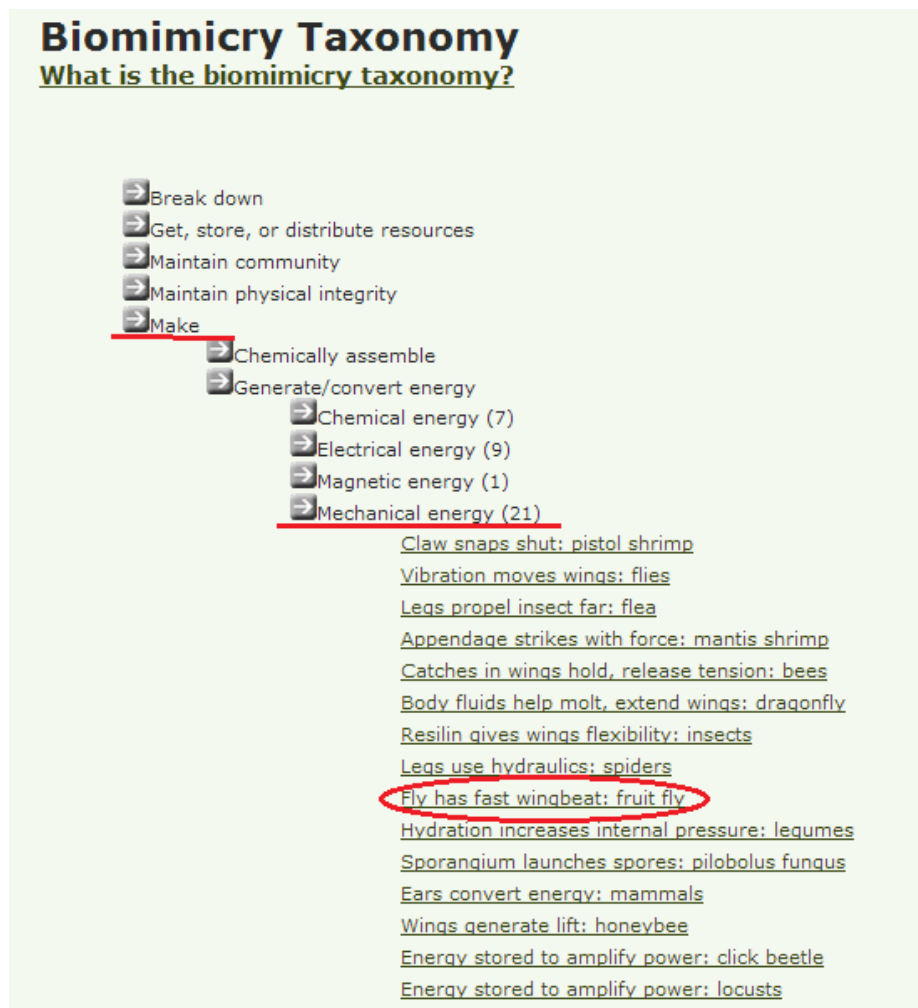 Biomimicry Taxonomy
What is the biomimicry taxonomy?
Break down
Get, store, or distribute resources
Maintain community
Maintain physical integrity
Make
Chemically assemble
Generate/convert energy
Chemical energy (7)
Electrical energy (9)
Magnetic energy (1)
Mechanical energy (21)
Claw snaps shut: pistol shrimp
Vibration moves wings: flies
Legs propel insect far: flea
Appendage strikes with force: mantis shrimp
Catches in wings hold, release tension: bees
Body fluids help molt, extend wings: dragonfly
Resilin gives wings flexibility: insects
Legs use hydraulics: spiders
Fly has fast wingbeat: fruit fly
Hydration increases internal pressure: legumes
Sporangium launches spores: pilobolus fungus
Ears convert energy: mammals
Wings generate lift: honeybee
Energy stored to amplify power: click beetle
Energy stored to amplify power: locusts